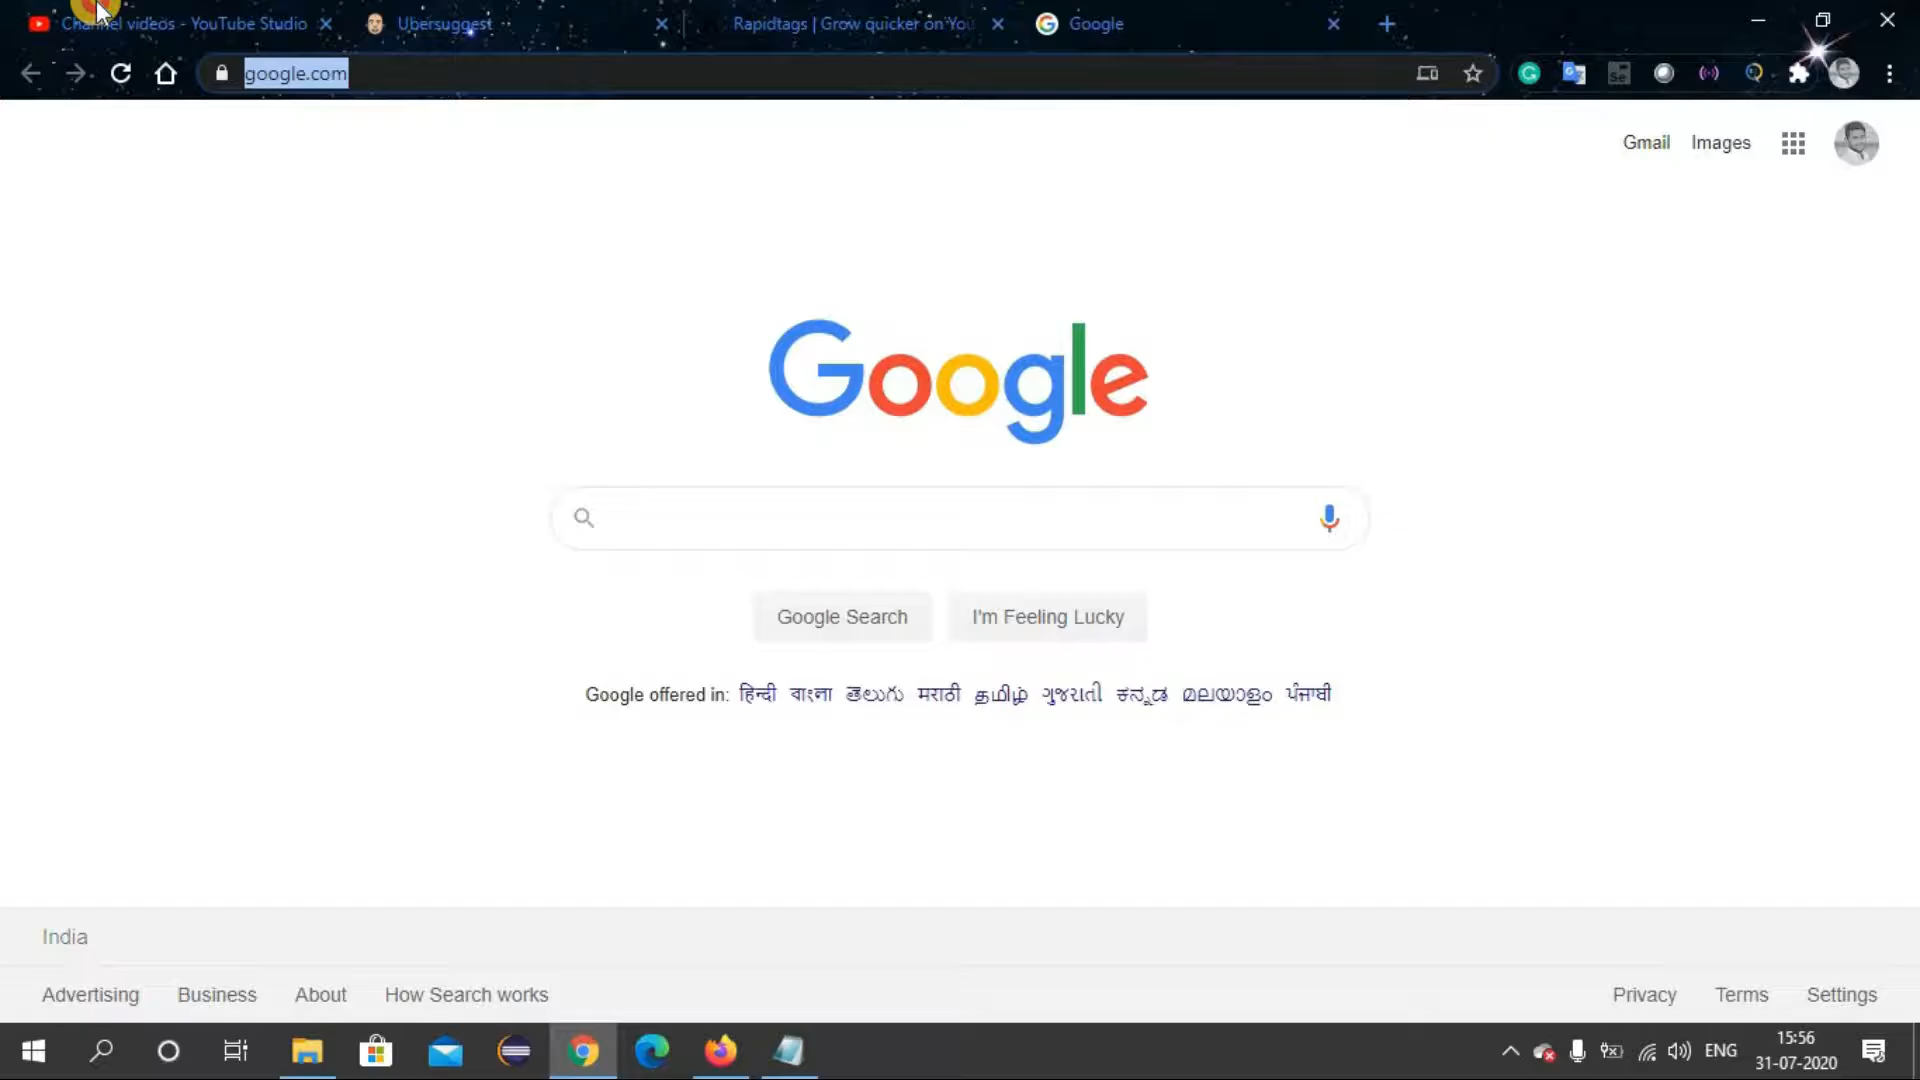 Channel videos - YouTube Studio
Ubersuggest
Rapidtags | Grow quicker on You
Google
google.com
Gmail Images
Google
Google Search
I'm Feeling Lucky
Google offered in: हिन्दी বাংলা తెలుగు मराठी தமிழ் ગુજરાતી ಕನ್ನಡ മലയാളം ਪੰਜਾਬੀ
India
Advertising Business About How Search works
Privacy Terms Settings
ENG
15:56
31-07-2020